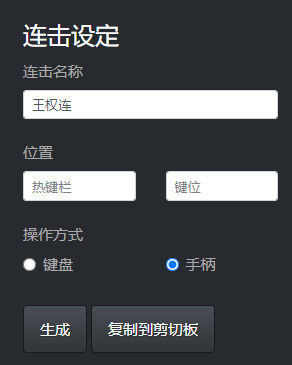 连击设定
连击名称
王权连
位置
热键栏 键位
操作方式
键盘 手柄
生成 复制到剪切板